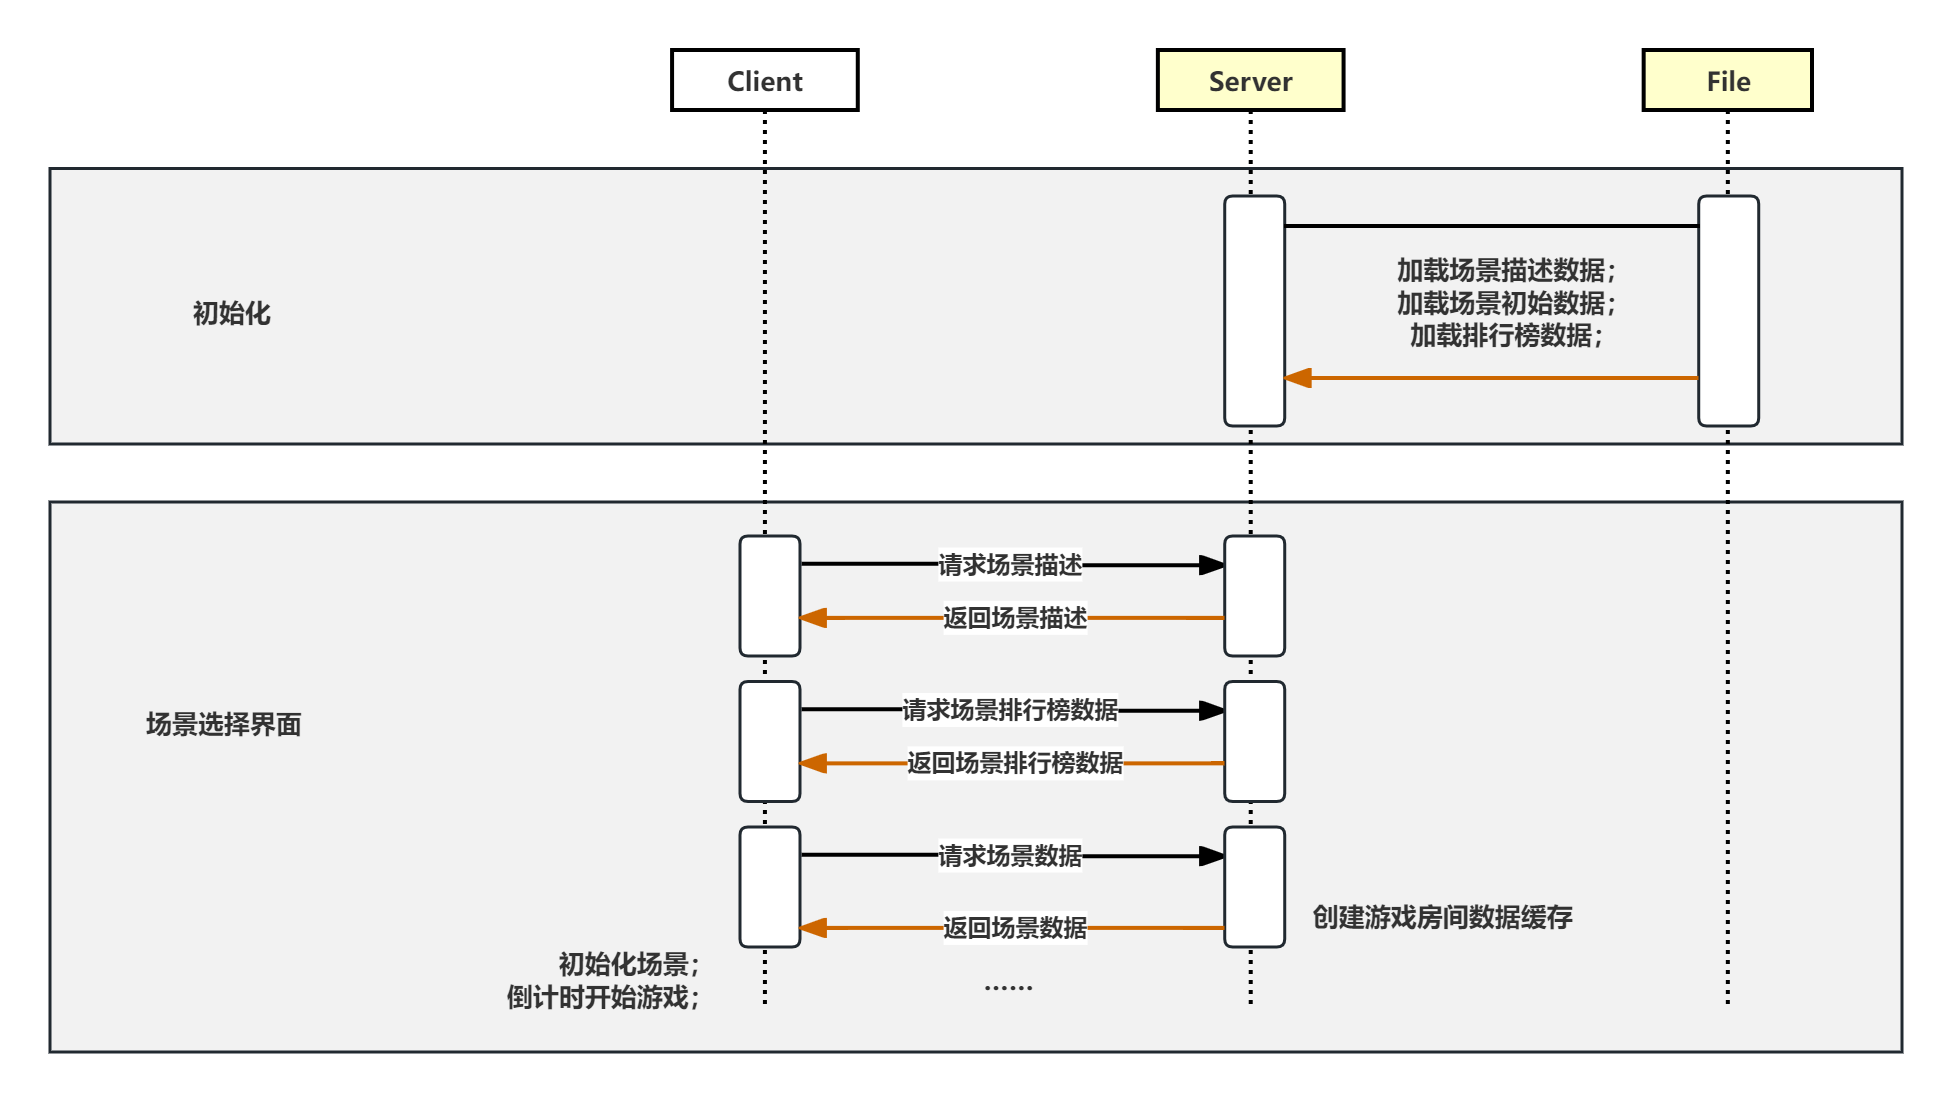 Client
Server
File
初始化
加载场景描述数据；
加载场景初始数据；
加载排行榜数据；
场景选择界面
请求场景描述
返回场景描述
请求场景排行榜数据
返回场景排行榜数据
请求场景数据
返回场景数据
创建游戏房间数据缓存
初始化场景；
倒计时开始游戏；
······